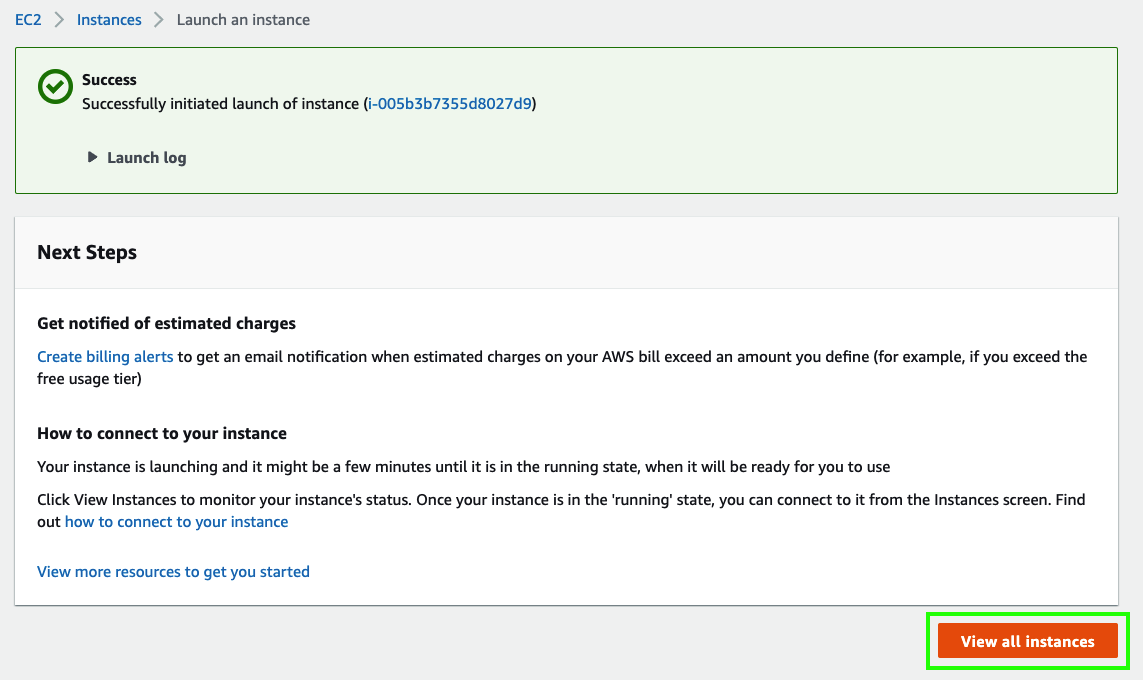 EC2 > Instances > Launch an instance
Success
Successfully initiated launch of instance (i-005b3b7355d8027d9)
Launch log
Next Steps
Get notified of estimated charges
Create billing alerts to get an email notification when estimated charges on your AWS bill exceed an amount you define (for example, if you exceed the
free usage tier)
How to connect to your instance
Your instance is launching and it might be a few minutes until it is in the running state, when it will be ready for you to use
Click View Instances to monitor your instance's status. Once your instance is in the 'running' state, you can connect to it from the Instances screen. Find
out how to connect to your instance
View more resources to get you started
View all instances